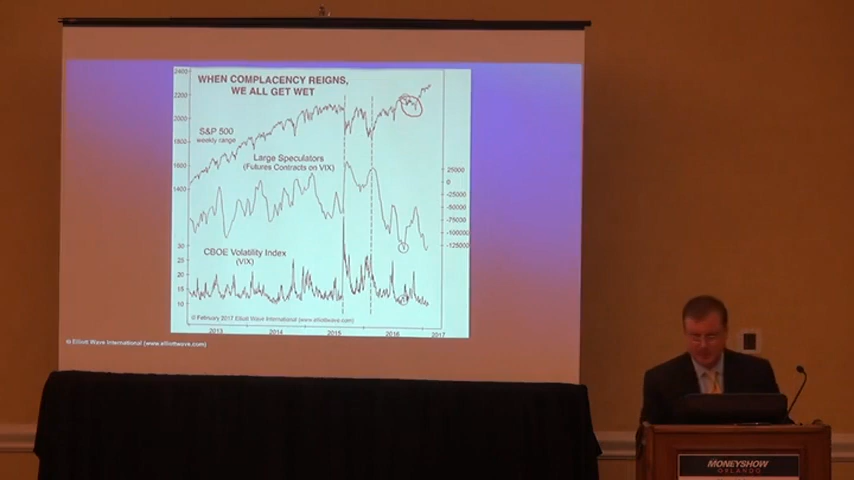 WHEN COMPLACENCY REIGNS,
WE ALL GET WET
2400
2200
2000
1800
1600
1400
S&P 500
weekly range
Large Speculators
(Futures Contracts on VIX)
25000
0
-25000
-50000
-75000
-100000
-125000
CBOE Volatility Index
(VIX)
30
25
20
15
10
© February 2017 Elliott Wave International (www.elliottwave.com)
2013
2014
2015
2016
2017
© Elliott Wave International (www.elliottwave.com)
MONEYSHOW
ORLANDO